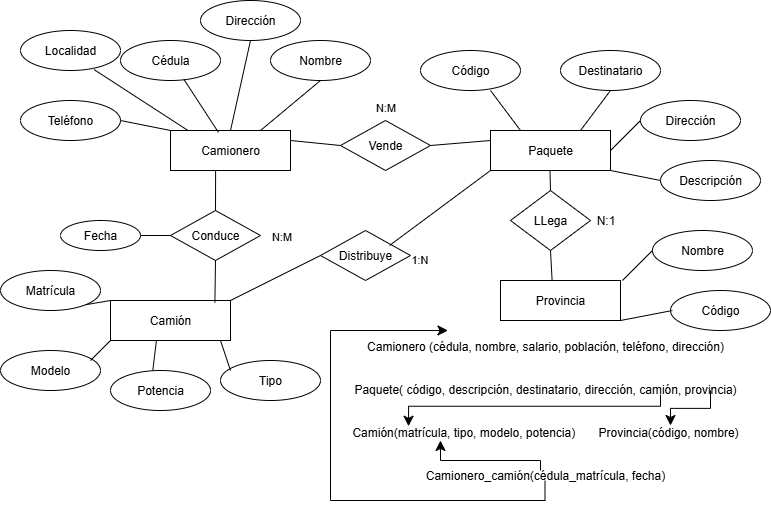 Dirección
Localidad
Cédula
Nombre
Código
Destinatario
Teléfono
N:M
Dirección
Camionero
Vende
Paquete
Descripción
Fecha
Conduce
N:M
LLega
N:1
Distribuye
1:N
Nombre
Matrícula
Camión
Provincia
Código
Modelo
Potencia
Tipo
Camionero (cédula, nombre, salario, población, teléfono, dirección)
Paquete( código, descripción, destinatario, dirección, camión, provincia)
Camión(matrícula, tipo, modelo, potencia)
Provincia(código, nombre)
Camionero_camión(cédula_matrícula, fecha)